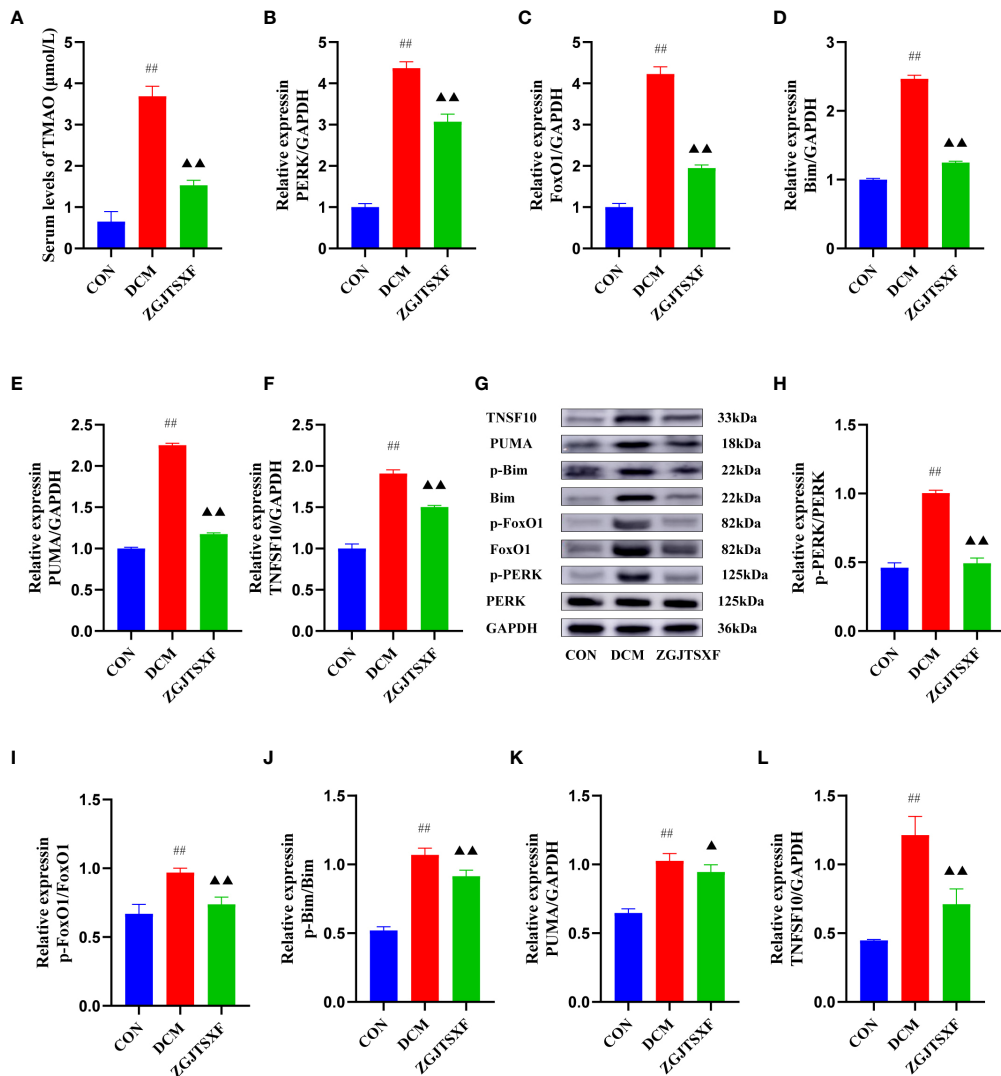 A
Serum levels of TMAO (μmol/L)
5
4
3
2
1
0
##
▲▲
CON
DCM
ZGJTSXF
B
Relative expressin
PERK/GAPDH
5
4
3
2
1
0
##
▲▲
CON
DCM
ZGJTSXF
C
Relative expressin
FoxO1/GAPDH
5
4
3
2
1
0
##
▲▲
CON
DCM
ZGJTSXF
D
Relative expressin
Bim/GAPDH
3
2
1
0
##
▲▲
CON
DCM
ZGJTSXF
E
Relative expressin
PUMA/GAPDH
2.5
2.0
1.5
1.0
0.5
0.0
##
▲▲
CON
DCM
ZGJTSXF
F
Relative expressin
TNFSF10/GAPDH
2.5
2.0
1.5
1.0
0.5
0.0
##
▲▲
CON
DCM
ZGJTSXF
G
TNSF10 33kDa
PUMA 18kDa
p-Bim 22kDa
Bim 22kDa
p-FoxO1 82kDa
FoxO1 82kDa
p-PERK 125kDa
PERK 125kDa
GAPDH 36kDa
CON DCM ZGJTSXF
H
Relative expressin
p-PERK/PERK
1.5
1.0
0.5
0.0
##
▲▲
CON
DCM
ZGJTSXF
I
Relative expressin
p-FoxO1/FoxO1
1.5
1.0
0.5
0.0
##
▲▲
CON
DCM
ZGJTSXF
J
Relative expressin
p-Bim/Bim
1.5
1.0
0.5
0.0
##
▲▲
CON
DCM
ZGJTSXF
K
Relative expressin
PUMA/GAPDH
1.5
1.0
0.5
0.0
##
▲
CON
DCM
ZGJTSXF
L
Relative expressin
TNFSF10/GAPDH
1.5
1.0
0.5
0.0
##
▲▲
CON
DCM
ZGJTSXF